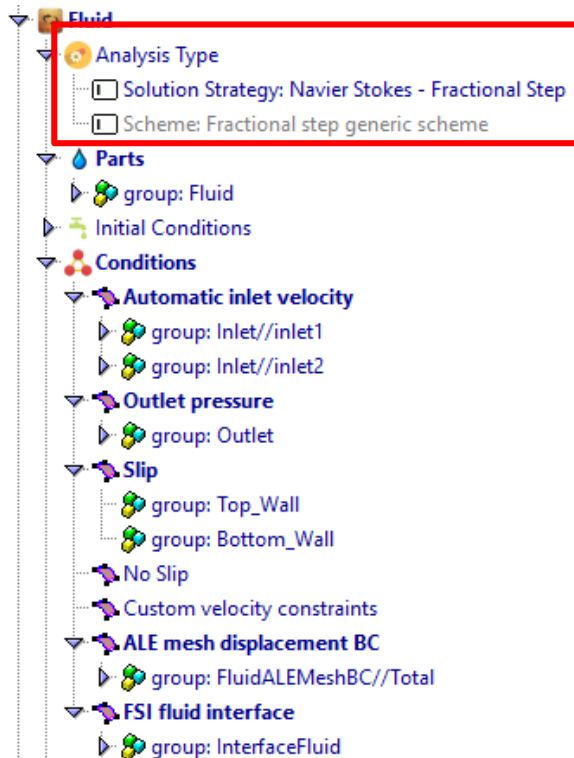 Fluid
Analysis Type
Solution Strategy: Navier Stokes - Fractional Step
Scheme: Fractional step generic scheme
Parts
group: Fluid
Initial Conditions
Conditions
Automatic inlet velocity
group: Inlet//inlet1
group: Inlet//inlet2
Outlet pressure
group: Outlet
Slip
group: Top_Wall
group: Bottom_Wall
No Slip
Custom velocity constraints
ALE mesh displacement BC
group: FluidALEMeshBC//Total
FSI fluid interface
group: InterfaceFluid